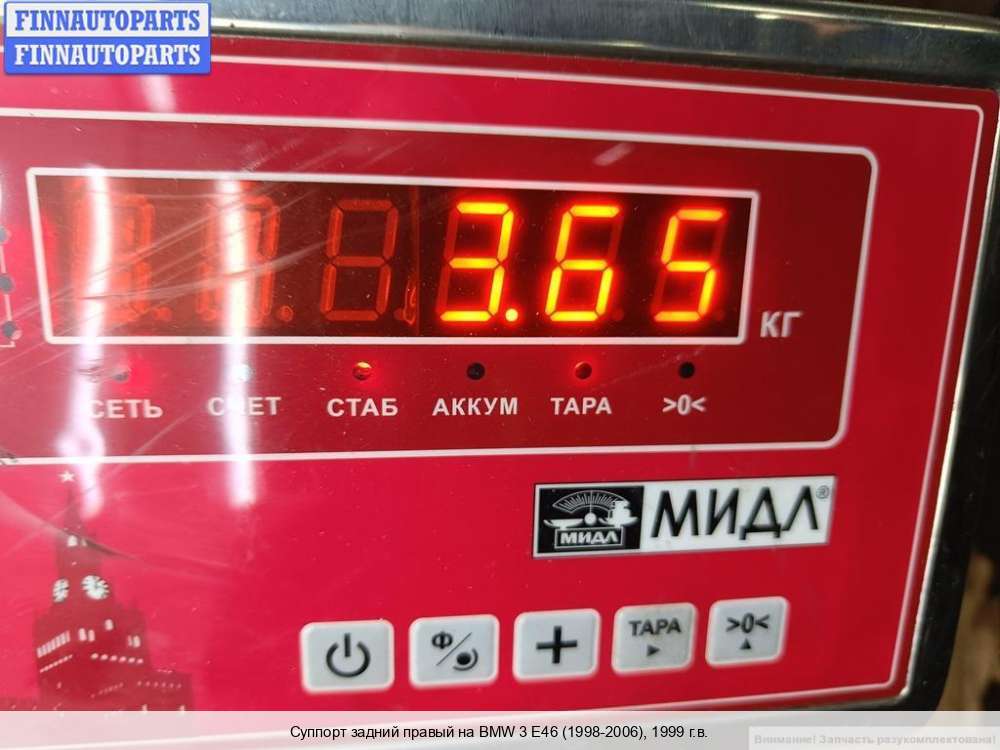 FINNAUTOPARTS
FINNAUTOPARTS
3.65
КГ
СЕТЬ СЧЕТ СТАБ АККУМ ТАРА >0<
МИДЛ МИДЛ®
Ф ТАРА >0<
Суппорт задний правый на BMW 3 E46 (1998-2006), 1999 г.в.
Внимание! Запчасть разукомплектована!